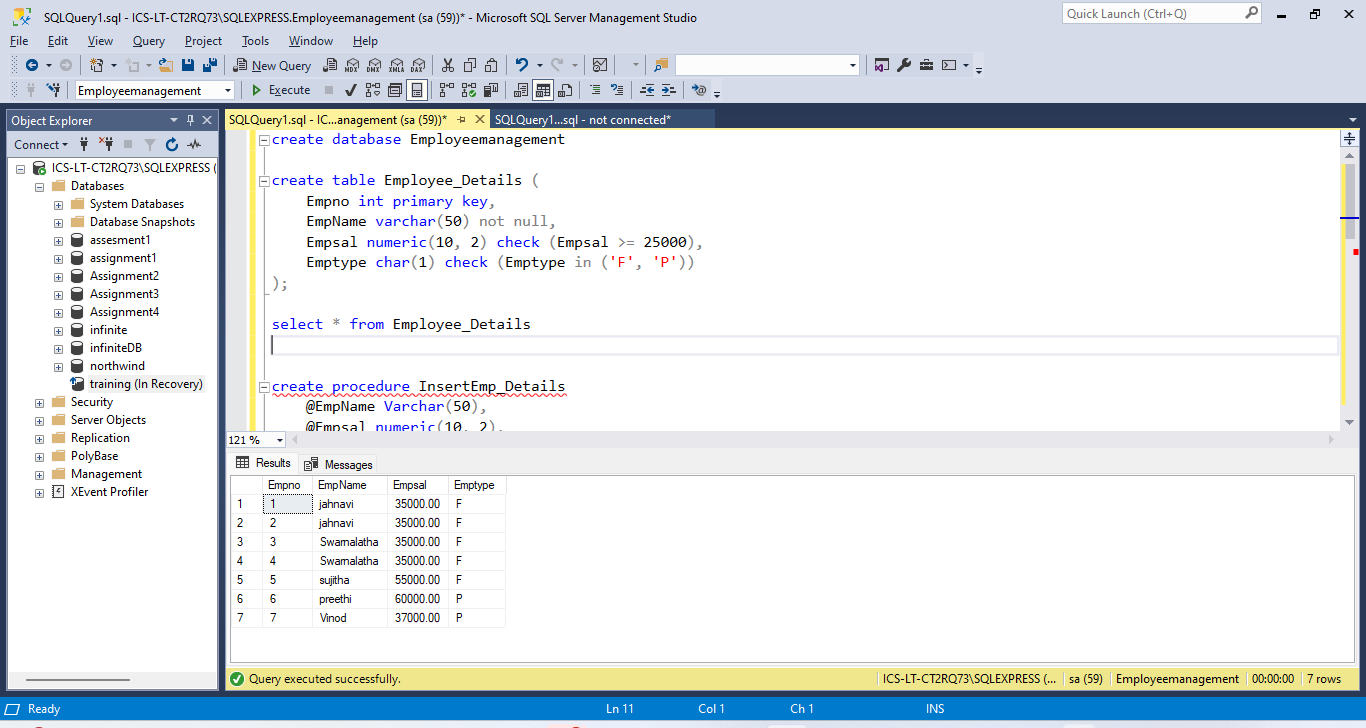 SQLQuery1.sql - ICS-LT-CT2RQ73\SQLEXPRESS.Employeemanagement (sa (59))* - Microsoft SQL Server Management Studio
Quick Launch (Ctrl+Q)
File Edit View Query Project Tools Window Help
New Query MDX DMX XMLA DAX
Employeemanagement Execute
Object Explorer
Connect
ICS-LT-CT2RQ73\SQLEXPRESS (
Databases
System Databases
Database Snapshots
assesment1
assignment1
Assignment2
Assignment3
Assignment4
infinite
infiniteDB
northwind
training (In Recovery)
Security
Server Objects
Replication
PolyBase
Management
XEvent Profiler
SQLQuery1.sql - IC...anagement (sa (59))* SQLQuery1...sql - not connected*
create database Employeemanagement
create table Employee_Details (
Empno int primary key,
EmpName varchar(50) not null,
Empsal numeric(10, 2) check (Empsal >= 25000),
Emptype char(1) check (Emptype in ('F', 'P'))
);
select * from Employee_Details
create procedure InsertEmp_Details
@EmpName Varchar(50),
@Empsal numeric(10, 2),
121 %
Results Messages
Empno EmpName Empsal Emptype
1 1 jahnavi 35000.00 F
2 2 jahnavi 35000.00 F
3 3 Swarnalatha 35000.00 F
4 4 Swarnalatha 35000.00 F
5 5 sujitha 55000.00 F
6 6 preethi 60000.00 P
7 7 Vinod 37000.00 P
Query executed successfully. ICS-LT-CT2RQ73\SQLEXPRESS (... sa (59) Employeemanagement 00:00:00 7 rows
Ready Ln 11 Col 1 Ch 1 INS